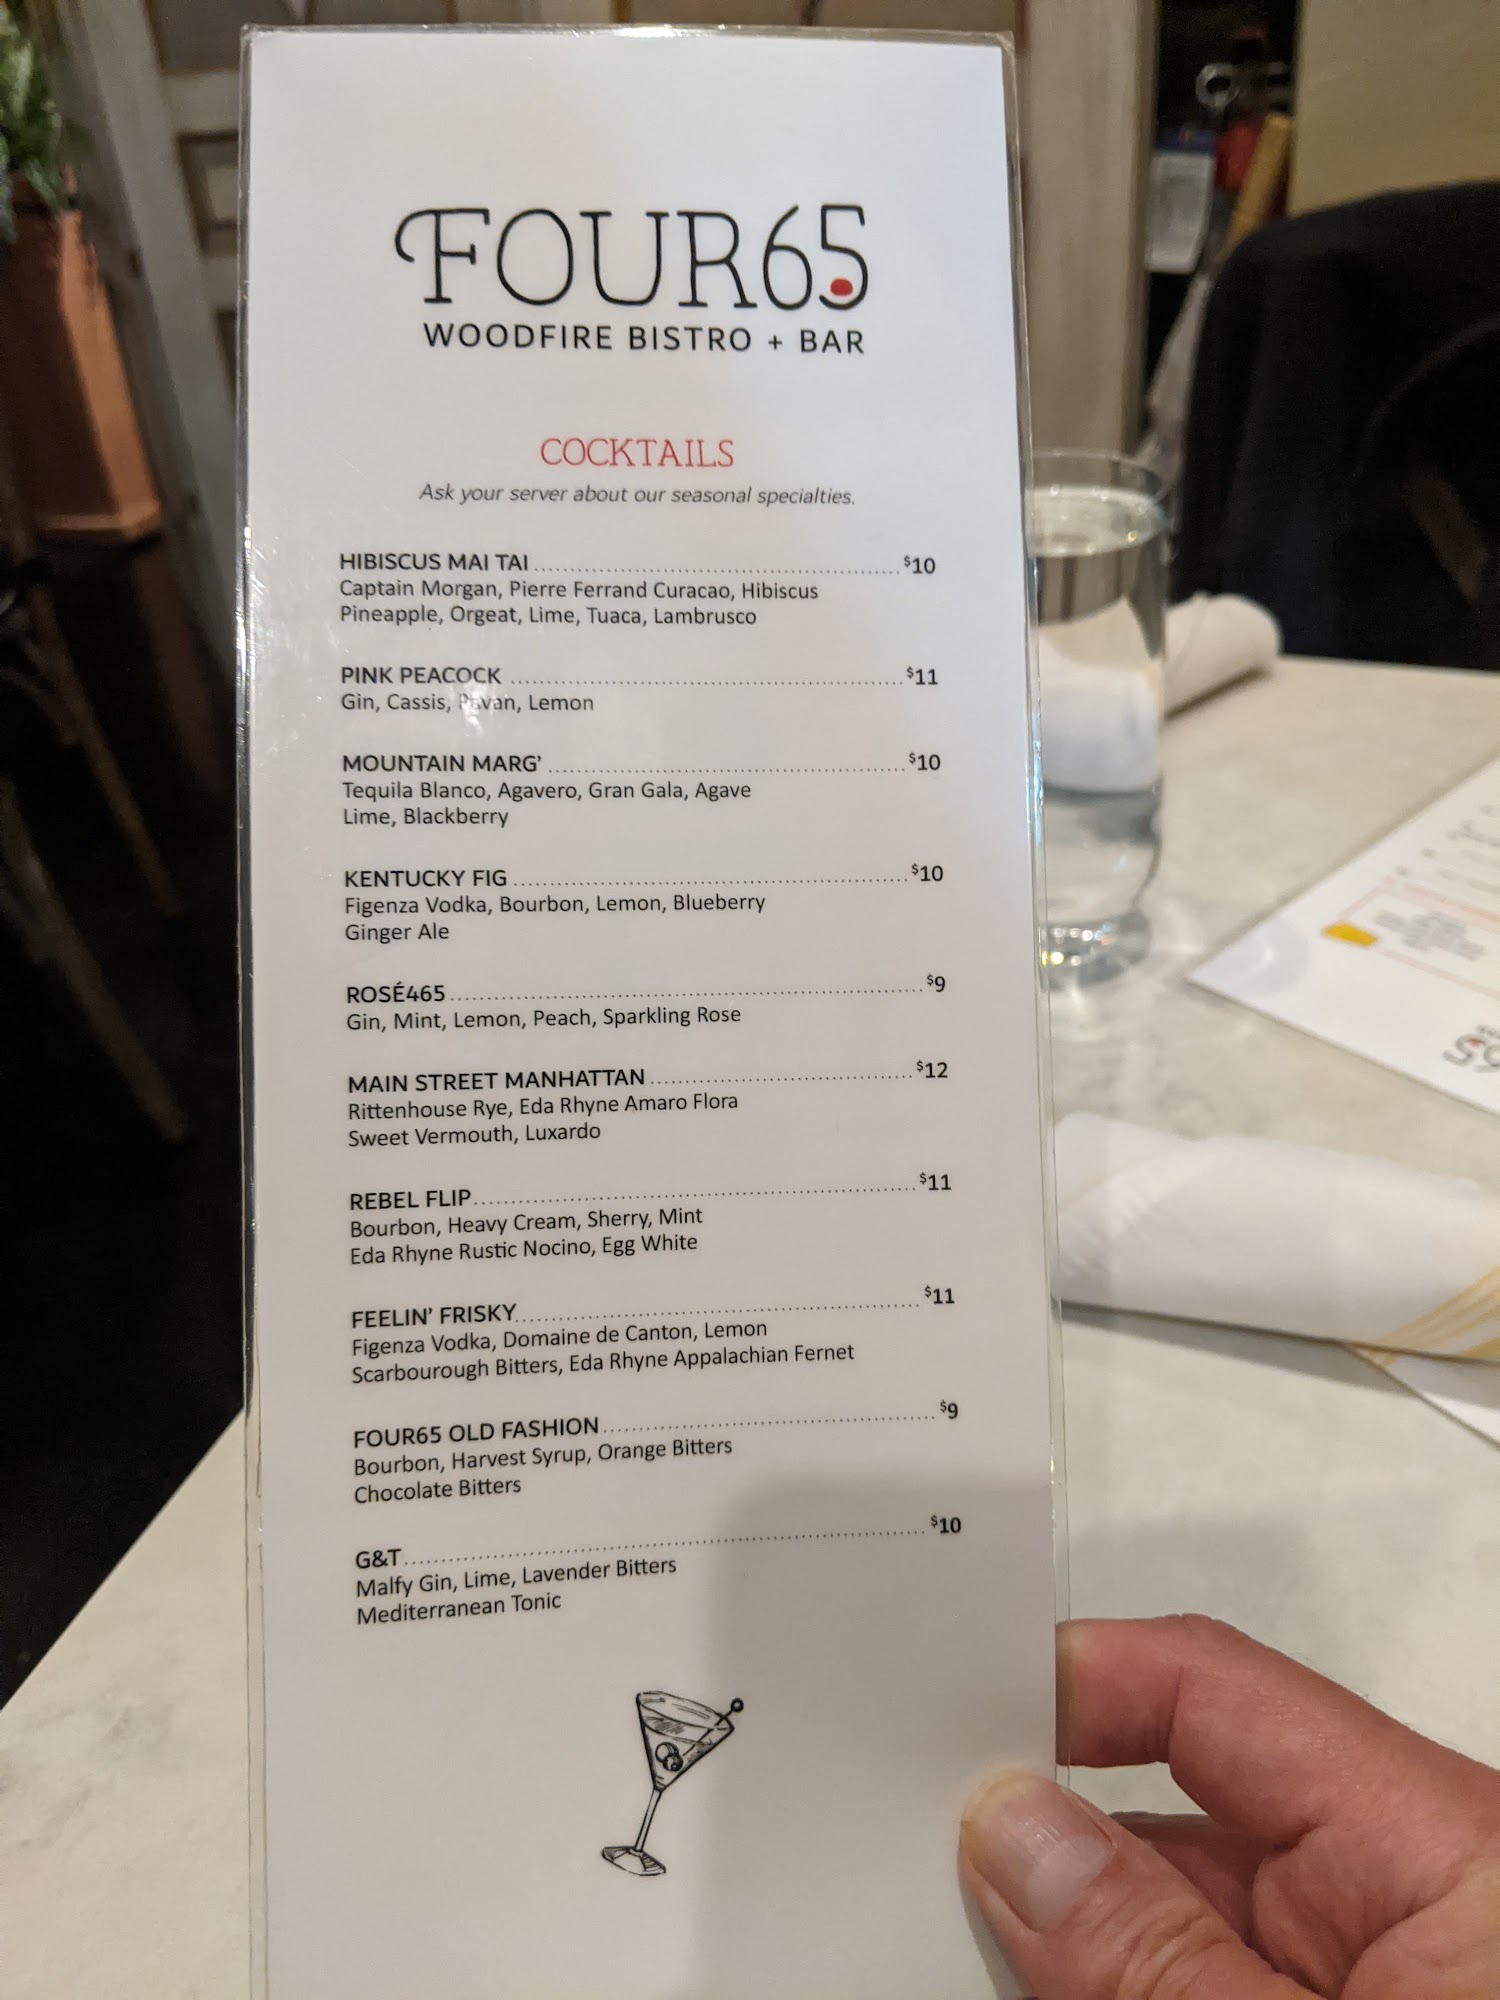 FOUR65
WOODFIRE BISTRO + BAR
COCKTAILS
Ask your server about our seasonal specialties.
HIBISCUS MAI TAI $10
Captain Morgan, Pierre Ferrand Curacao, Hibiscus
Pineapple, Orgeat, Lime, Tuaca, Lambrusco
PINK PEACOCK $11
Gin, Cassis, Pavan, Lemon
MOUNTAIN MARG' $10
Tequila Blanco, Agavero, Gran Gala, Agave
Lime, Blackberry
KENTUCKY FIG $10
Figenza Vodka, Bourbon, Lemon, Blueberry
Ginger Ale
ROSÉ465 $9
Gin, Mint, Lemon, Peach, Sparkling Rose
MAIN STREET MANHATTAN $12
Rittenhouse Rye, Eda Rhyne Amaro Flora
Sweet Vermouth, Luxardo
REBEL FLIP $11
Bourbon, Heavy Cream, Sherry, Mint
Eda Rhyne Rustic Nocino, Egg White
FEELIN' FRISKY $11
Figenza Vodka, Domaine de Canton, Lemon
Scarbourough Bitters, Eda Rhyne Appalachian Fernet
FOUR65 OLD FASHION $9
Bourbon, Harvest Syrup, Orange Bitters
Chocolate Bitters
G&T $10
Malfy Gin, Lime, Lavender Bitters
Mediterranean Tonic